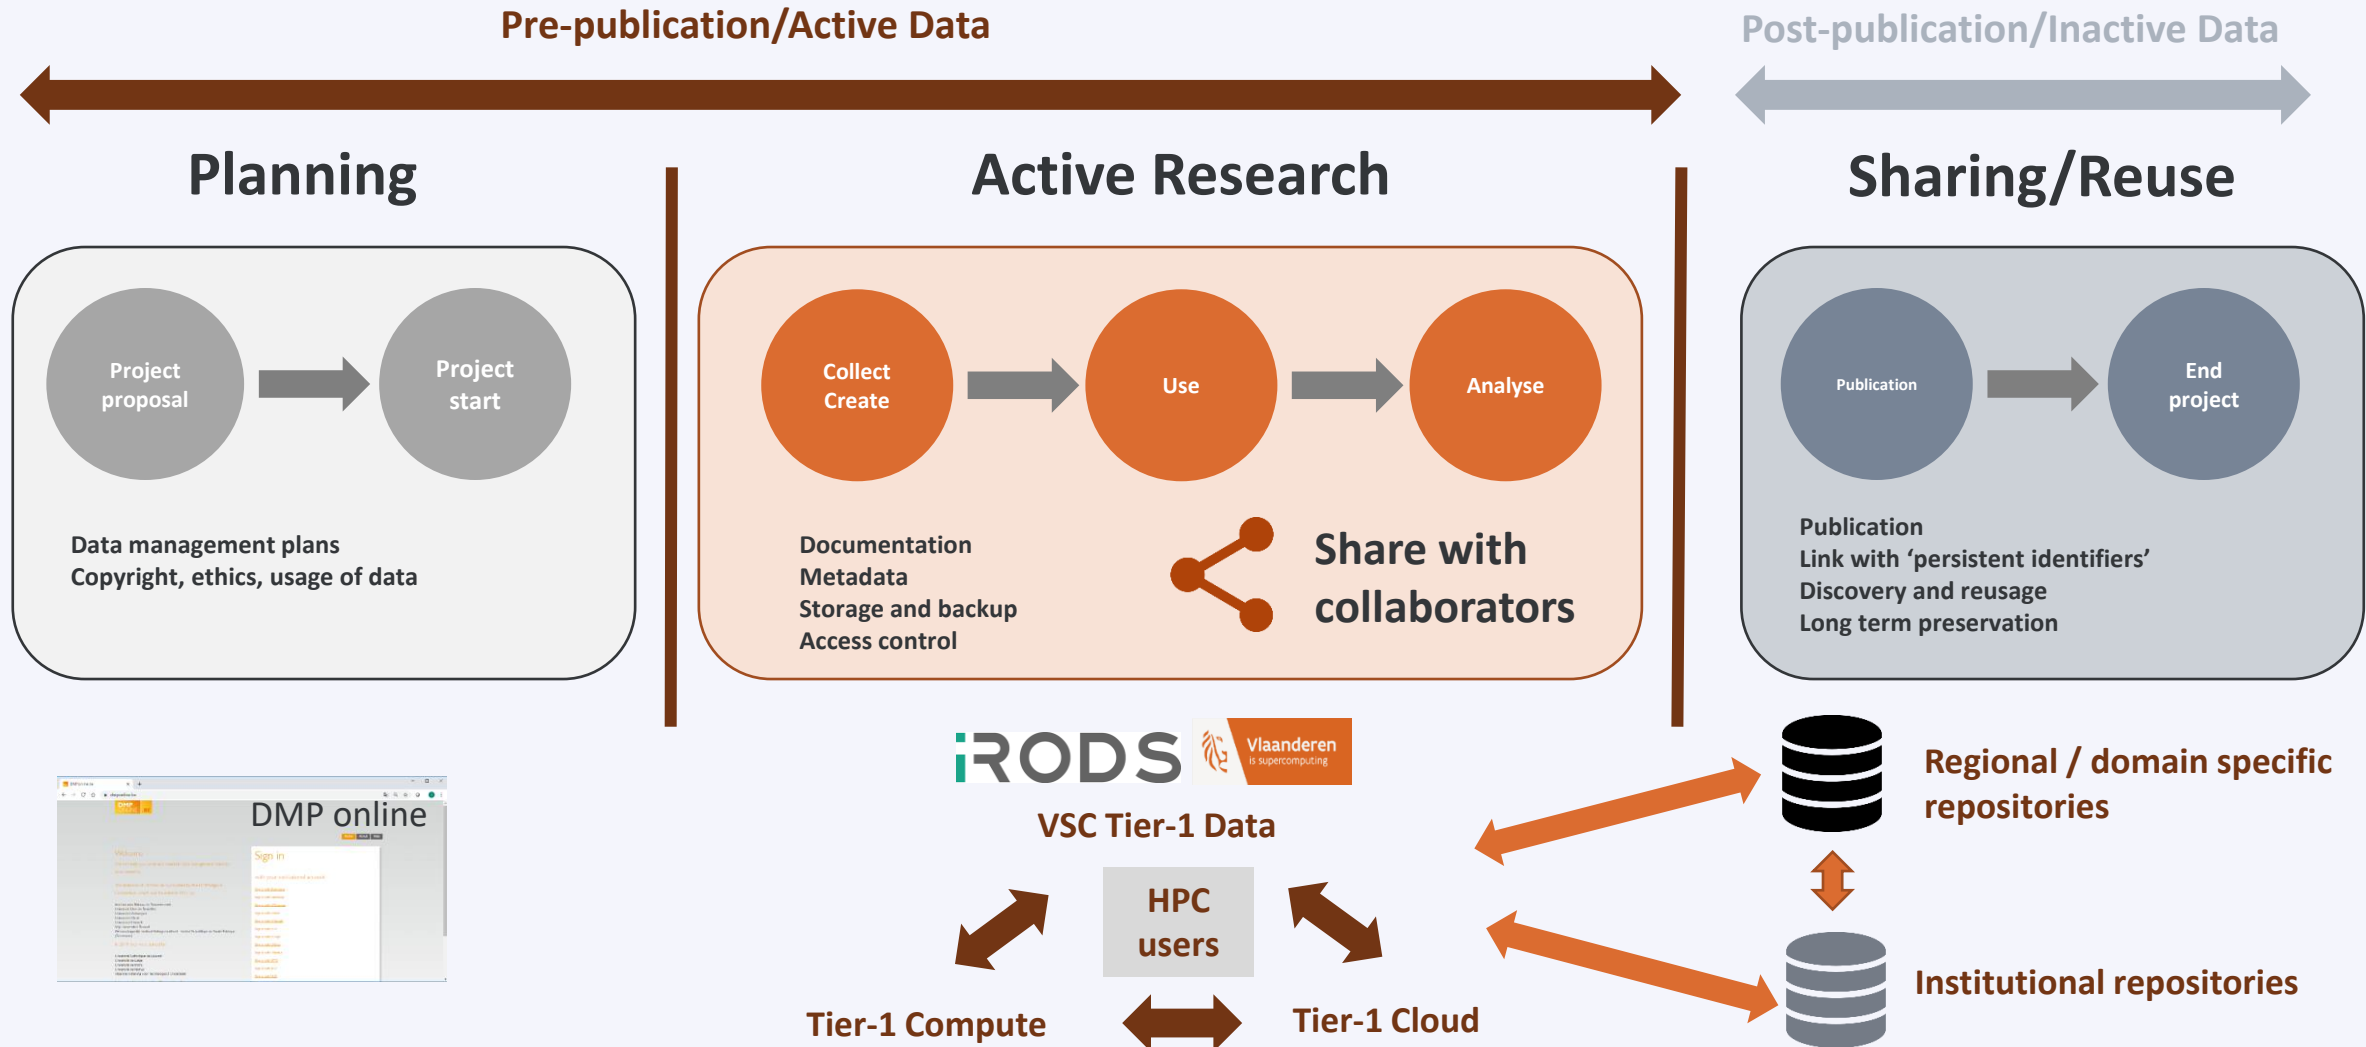 Pre-publication/Active Data
Post-publication/Inactive Data
Planning
Active Research
Sharing/Reuse
Project
proposal
Project
start
Collect
Create
Use
Analyse
Publication
End
project
Data management plans
Copyright, ethics, usage of data
Documentation
Metadata
Storage and backup
Access control
Share with
collaborators
Publication
Link with ‘persistent identifiers’
Discovery and reusage
Long term preservation
iRODS
Vlaanderen
is supercomputing
VSC Tier-1 Data
HPC
users
Tier-1 Compute
Tier-1 Cloud
Regional / domain specific
repositories
Institutional repositories
DMP online
Welcome
Sign in